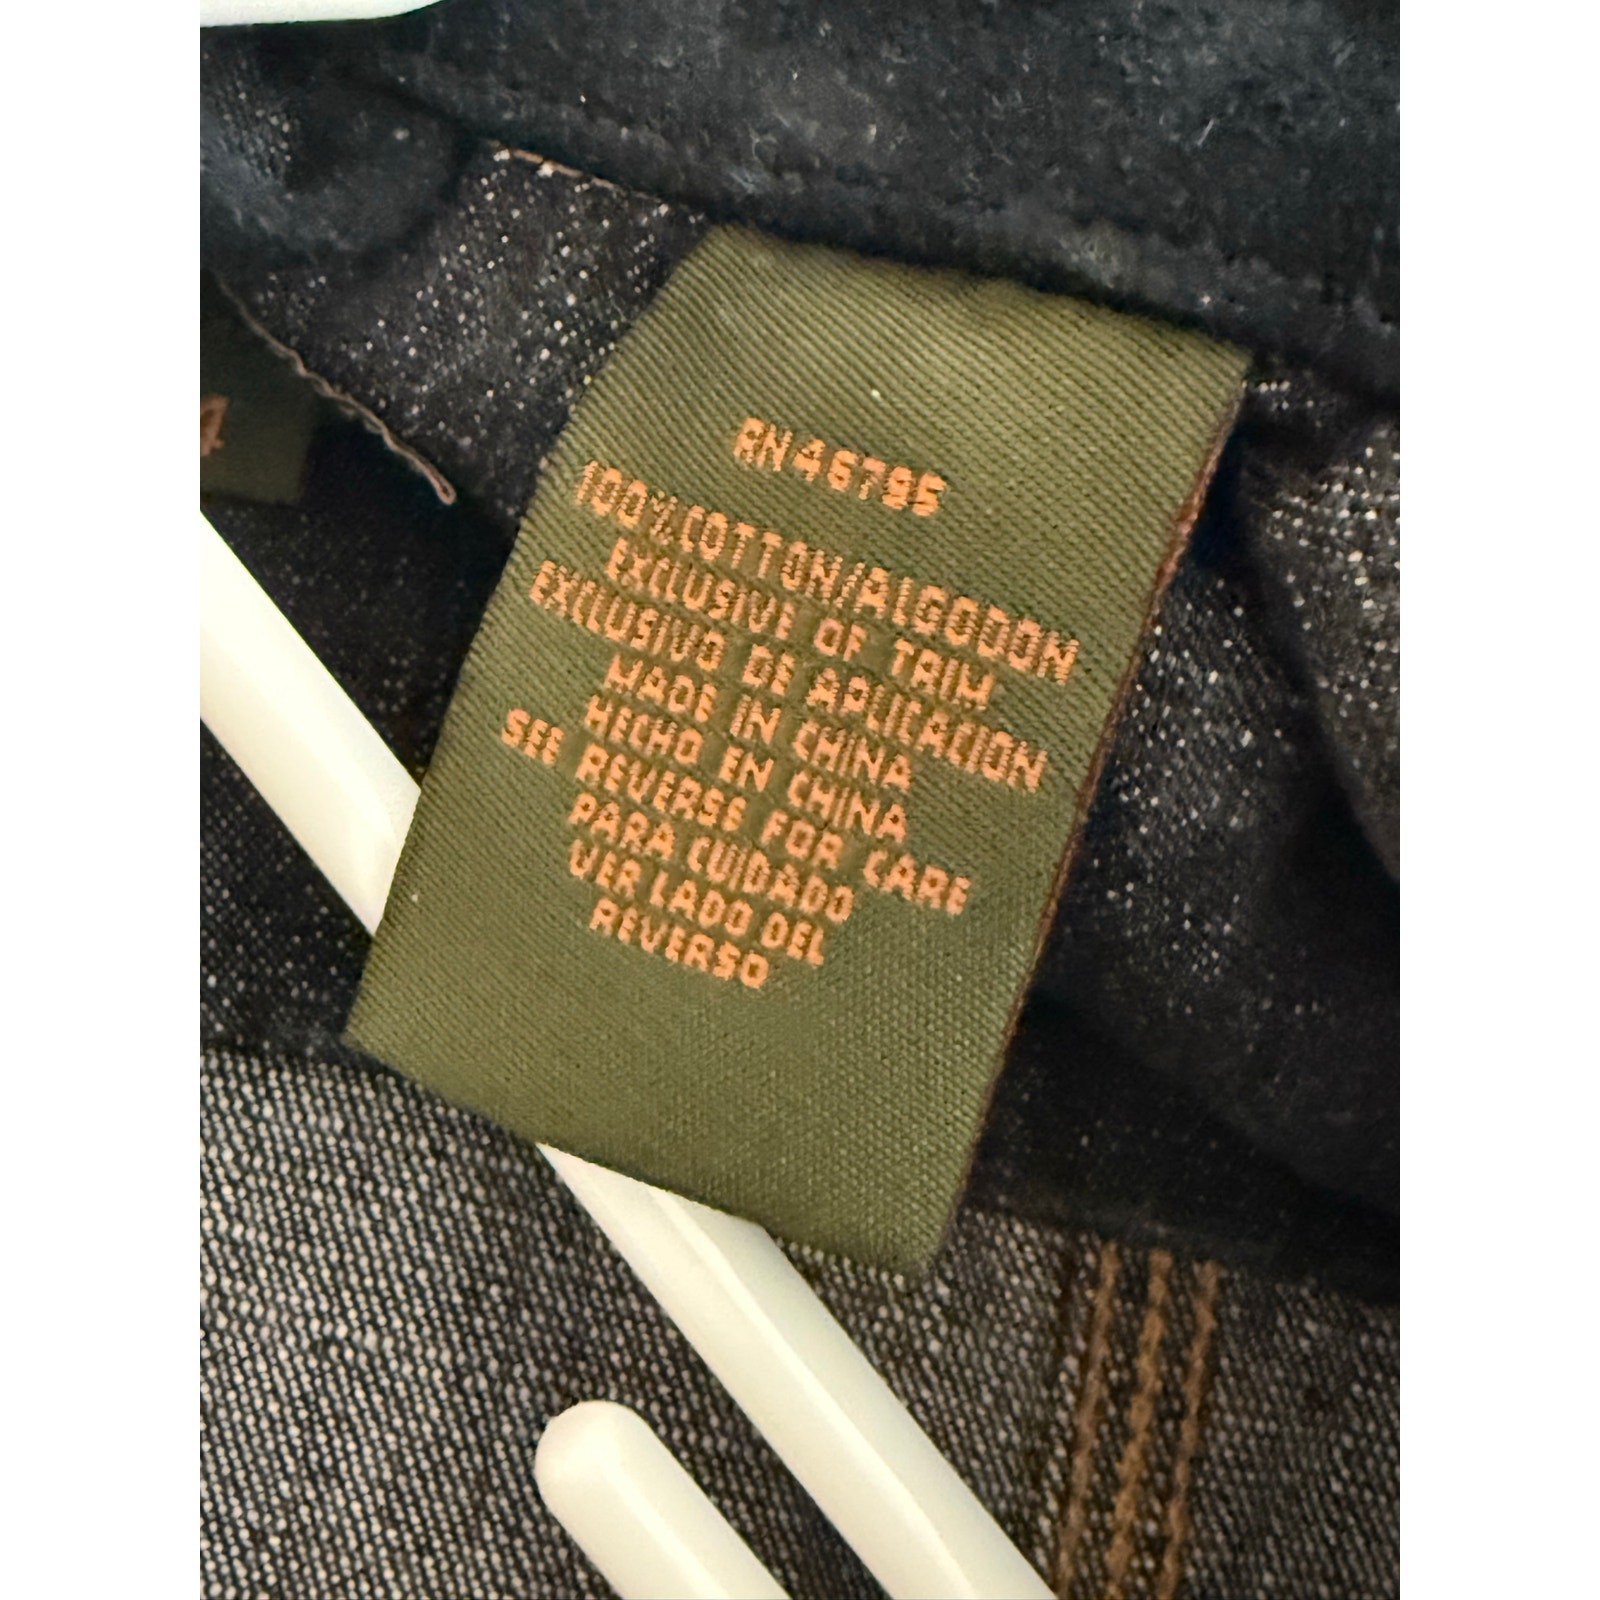 4
RN46795
100%COTTON/ALGODON
EXCLUSIVE OF TRIM
EXCLUSIVO DE APLICACION
MADE IN CHINA
HECHO EN CHINA
SEE REVERSE FOR CARE
PARA CUIDADO
VER LADO DEL
REVERSO